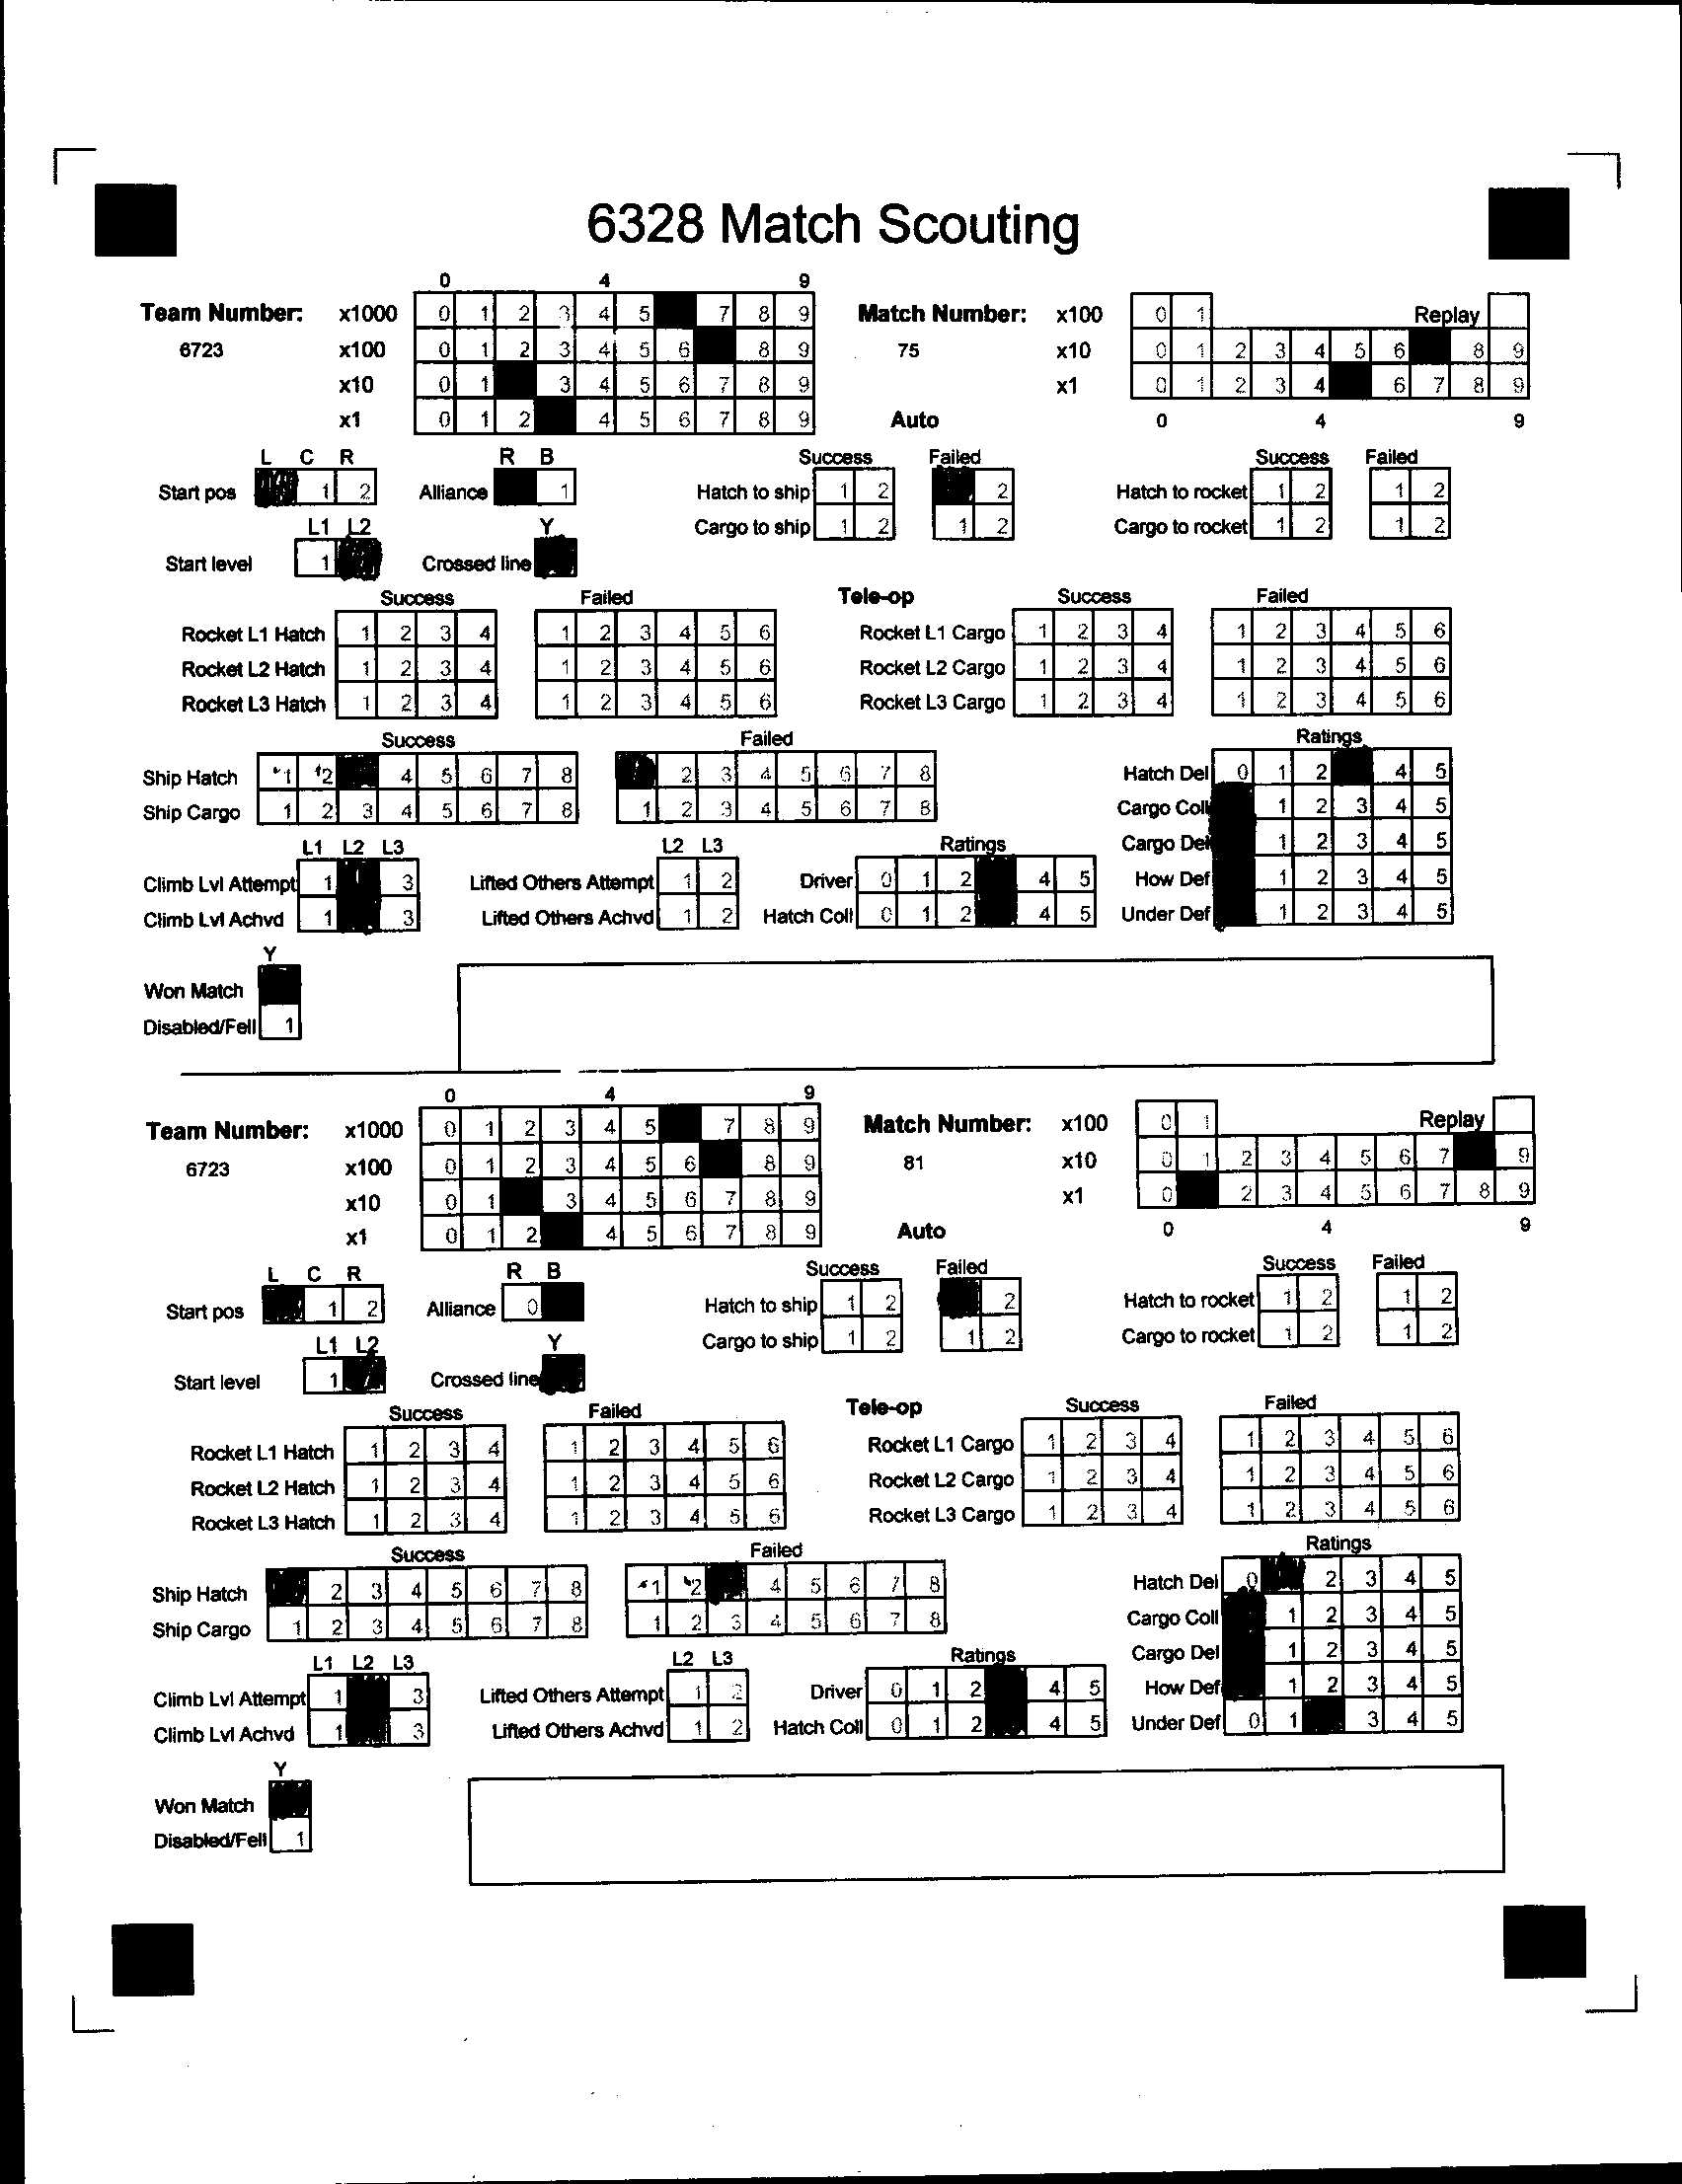 6328 Match Scouting
0 4 9
Team Number: x1000 0 1 2 3 4 5 7 8 9 Match Number: x100 0 1 Replay
6723 x100 0 1 2 3 4 5 6 8 9 75 x10 0 1 2 3 4 5 6 8 9
x10 0 1 3 4 5 6 7 8 9 x1 0 1 2 3 4 6 7 8 9
x1 0 1 2 4 5 6 7 8 9 Auto 0 4 9
L C R R B Success Failed Success Failed
Start pos 1 2 Alliance 1 Hatch to ship 1 2 2 Hatch to rocket 1 2 1 2
L1 L2 Y Cargo to ship 1 2 1 2 Cargo to rocket 1 2 1 2
Start level 1 Crossed line
Success Failed Tele-op Success Failed
Rocket L1 Hatch 1 2 3 4 1 2 3 4 5 6 Rocket L1 Cargo 1 2 3 4 1 2 3 4 5 6
Rocket L2 Hatch 1 2 3 4 1 2 3 4 5 6 Rocket L2 Cargo 1 2 3 4 1 2 3 4 5 6
Rocket L3 Hatch 1 2 3 4 1 2 3 4 5 6 Rocket L3 Cargo 1 2 3 4 1 2 3 4 5 6
Success Failed Ratings
Ship Hatch 1 2 4 5 6 7 8 2 3 4 5 6 7 8 Hatch Del 0 1 2 4 5
Ship Cargo 1 2 3 4 5 6 7 8 1 2 3 4 5 6 7 8 Cargo Coll 1 2 3 4 5
L1 L2 L3 L2 L3 Ratings Cargo Del 1 2 3 4 5
Climb Lvl Attempt 1 3 Lifted Others Attempt 1 2 Driver 0 1 2 4 5 How Def 1 2 3 4 5
Climb Lvl Achvd 1 3 Lifted Others Achvd 1 2 Hatch Coll 0 1 2 4 5 Under Def 1 2 3 4 5
Y
Won Match
Disabled/Fell 1
0 4 9
Team Number: x1000 0 1 2 3 4 5 7 8 9 Match Number: x100 0 1 Replay
6723 x100 0 1 2 3 4 5 6 8 9 81 x10 0 1 2 3 4 5 6 7 9
x10 0 1 3 4 5 6 7 8 9 x1 0 2 3 4 5 6 7 8 9
x1 0 1 2 4 5 6 7 8 9 Auto 0 4 9
L C R R B Success Failed Success Failed
Start pos 1 2 Alliance 0 Hatch to ship 1 2 2 Hatch to rocket 1 2 1 2
L1 L2 Y Cargo to ship 1 2 1 2 Cargo to rocket 1 2 1 2
Start level 1 Crossed line
Success Failed Tele-op Success Failed
Rocket L1 Hatch 1 2 3 4 1 2 3 4 5 6 Rocket L1 Cargo 1 2 3 4 1 2 3 4 5 6
Rocket L2 Hatch 1 2 3 4 1 2 3 4 5 6 Rocket L2 Cargo 1 2 3 4 1 2 3 4 5 6
Rocket L3 Hatch 1 2 3 4 1 2 3 4 5 6 Rocket L3 Cargo 1 2 3 4 1 2 3 4 5 6
Success Failed Ratings
Ship Hatch 2 3 4 5 6 7 8 1 2 4 5 6 7 8 Hatch Del 0 2 3 4 5
Ship Cargo 1 2 3 4 5 6 7 8 1 2 3 4 5 6 7 8 Cargo Coll 1 2 3 4 5
L1 L2 L3 L2 L3 Ratings Cargo Del 1 2 3 4 5
Climb Lvl Attempt 1 3 Lifted Others Attempt 1 2 Driver 0 1 2 4 5 How Def 1 2 3 4 5
Climb Lvl Achvd 1 3 Lifted Others Achvd 1 2 Hatch Coll 0 1 2 4 5 Under Def 0 1 3 4 5
Y
Won Match
Disabled/Fell 1